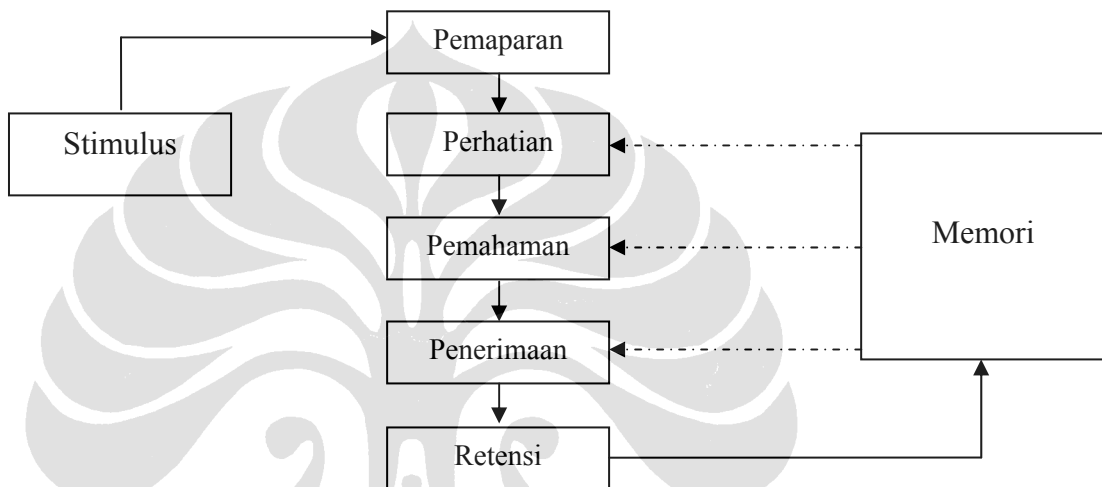 Pemaparan
Stimulus
Perhatian
Memori
Pemahaman
Penerimaan
Retensi